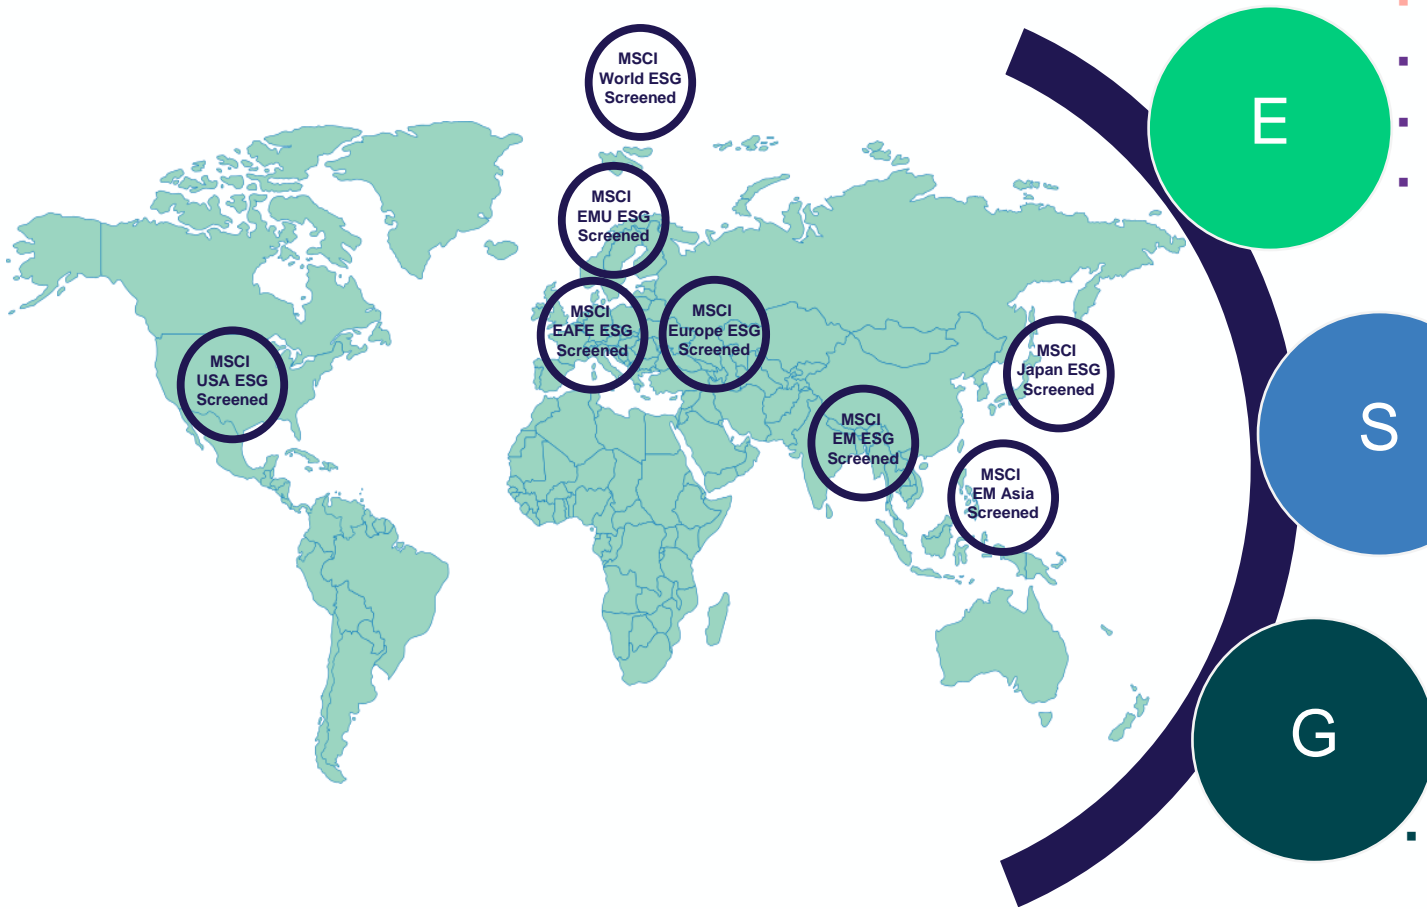 MSCI
World ESG
Screened
MSCI
EMU ESG
Screened
MSCI
EAFE ESG
Screened
MSCI
Europe ESG
Screened
MSCI
USA ESG
Screened
MSCI
Japan ESG
Screened
MSCI
EM ESG
Screened
MSCI
EM Asia
Screened
E
S
G